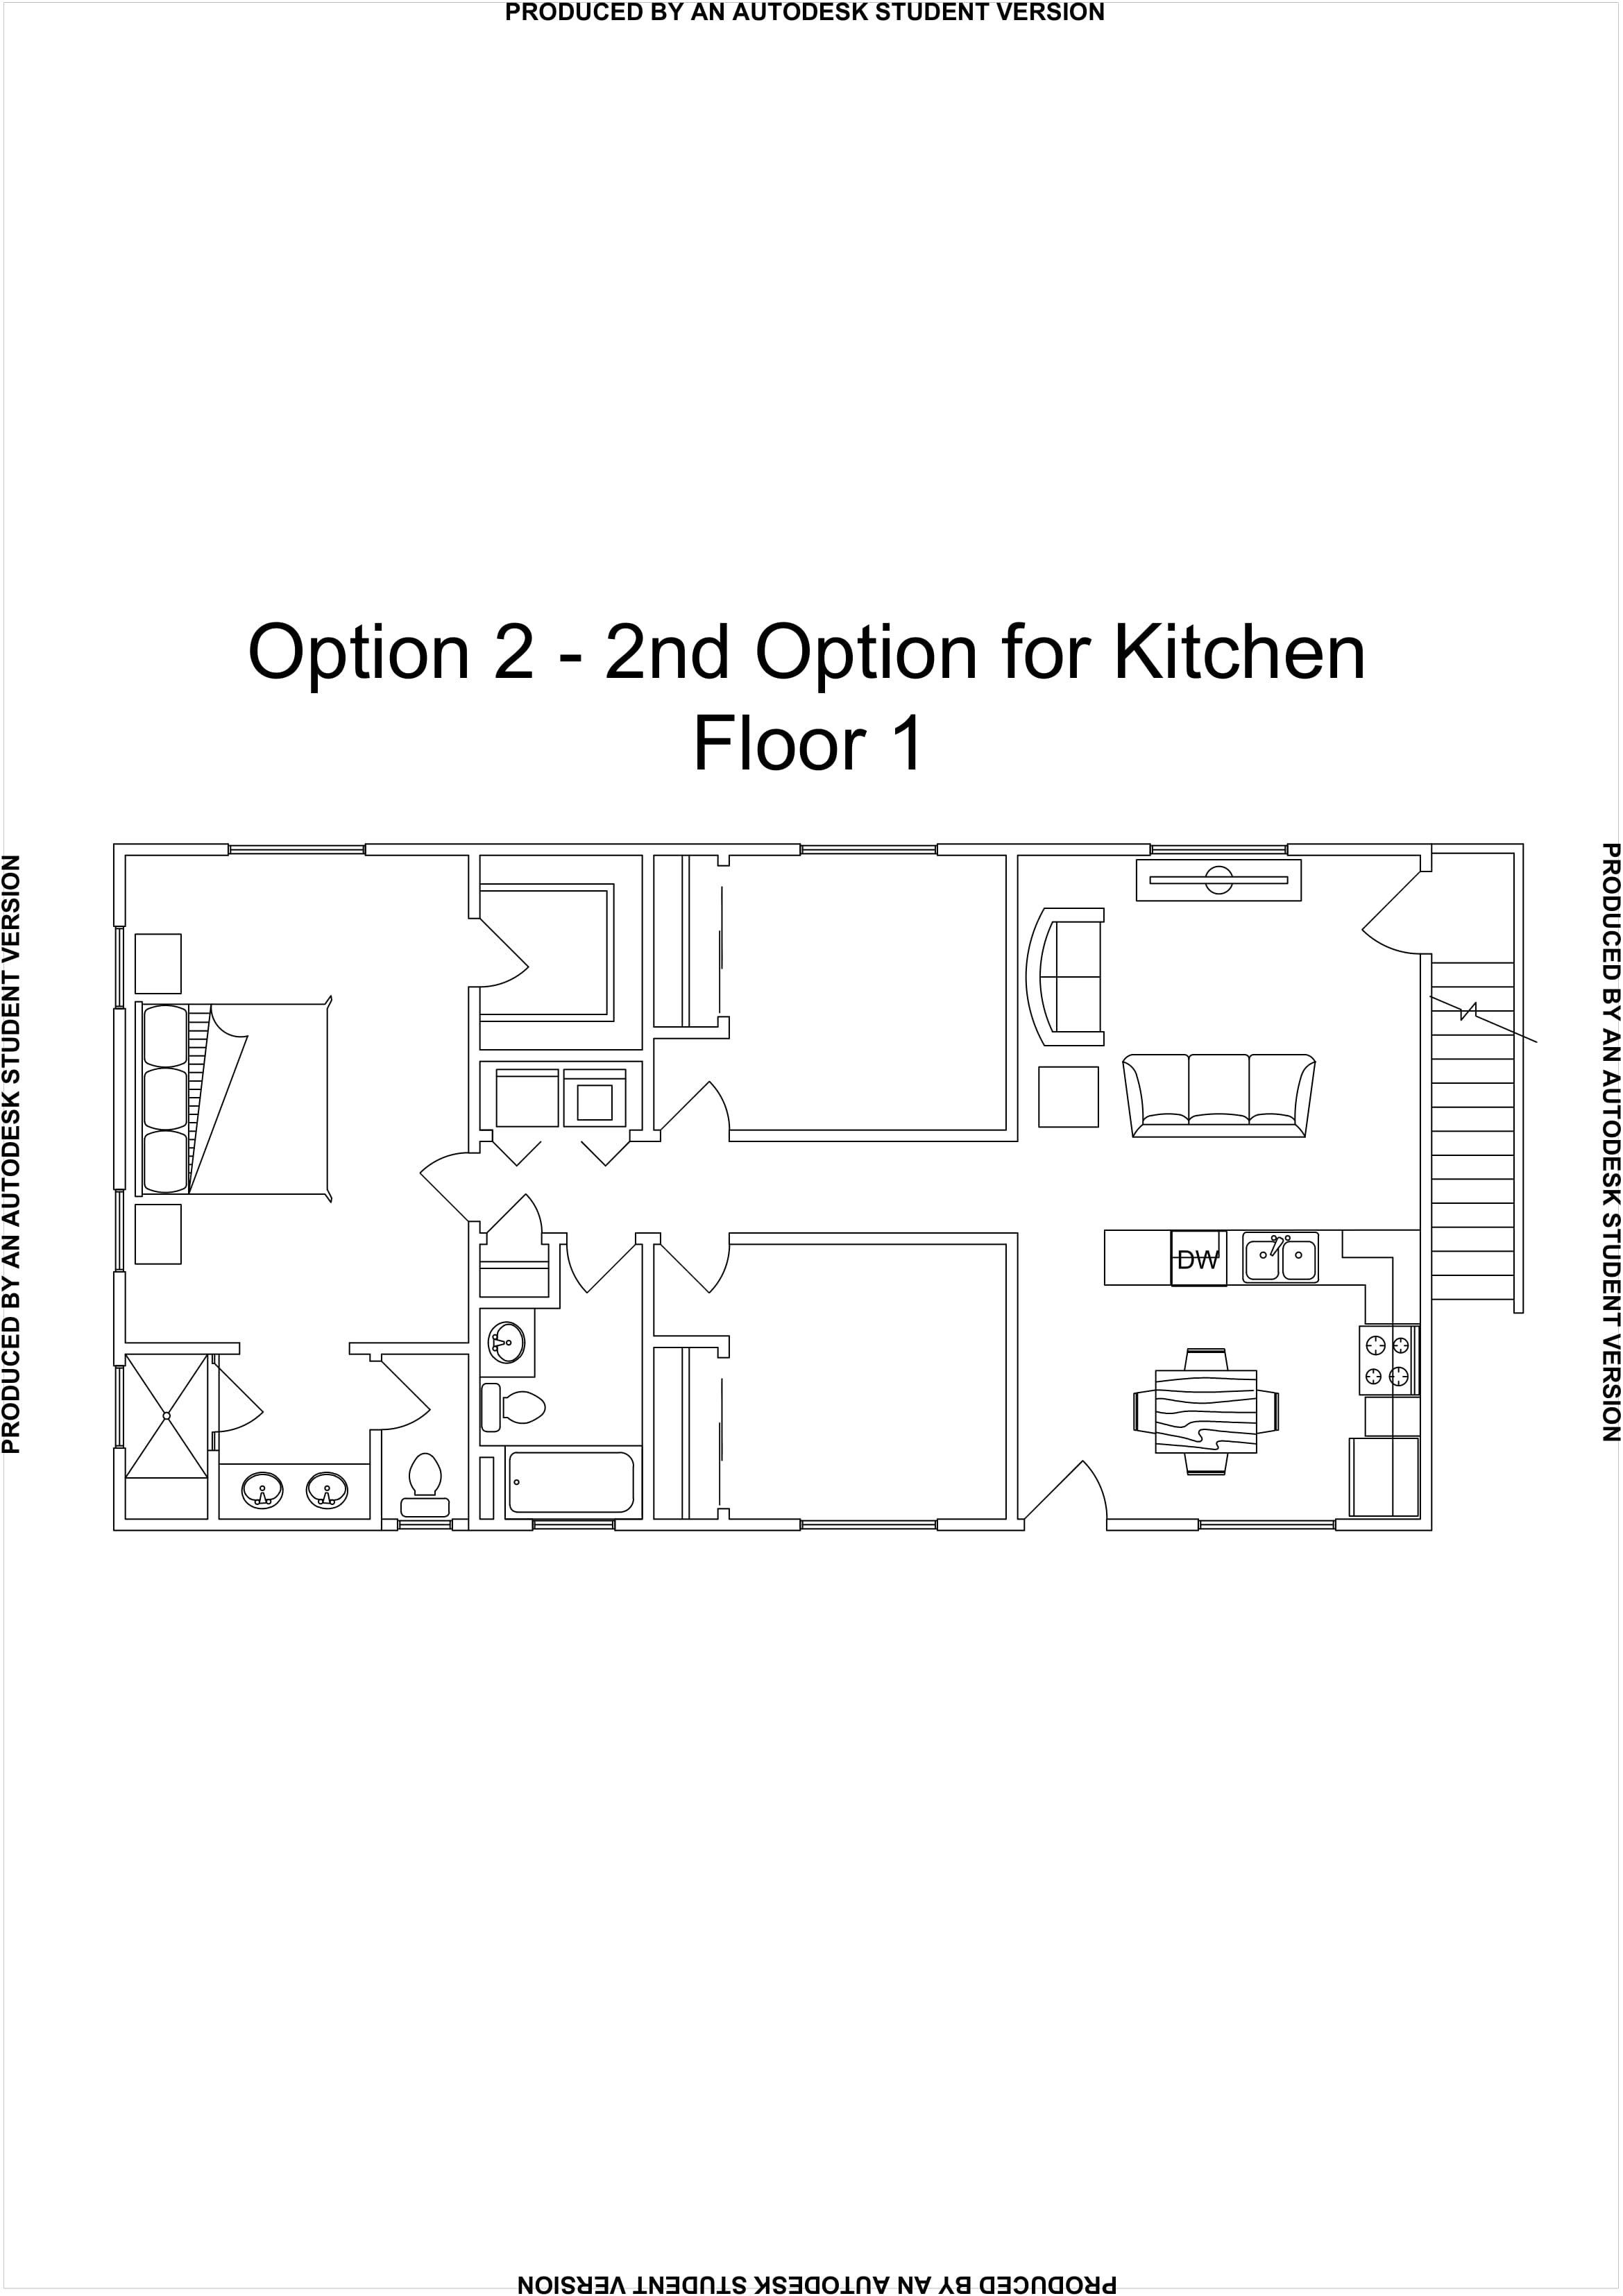 PRODUCED BY AN AUTODESK STUDENT VERSION
Option 2 - 2nd Option for Kitchen
Floor 1
PRODUCED BY AN AUTODESK STUDENT VERSION
PRODUCED BY AN AUTODESK STUDENT VERSION
DW
PRODUCED BY AN AUTODESK STUDENT VERSION